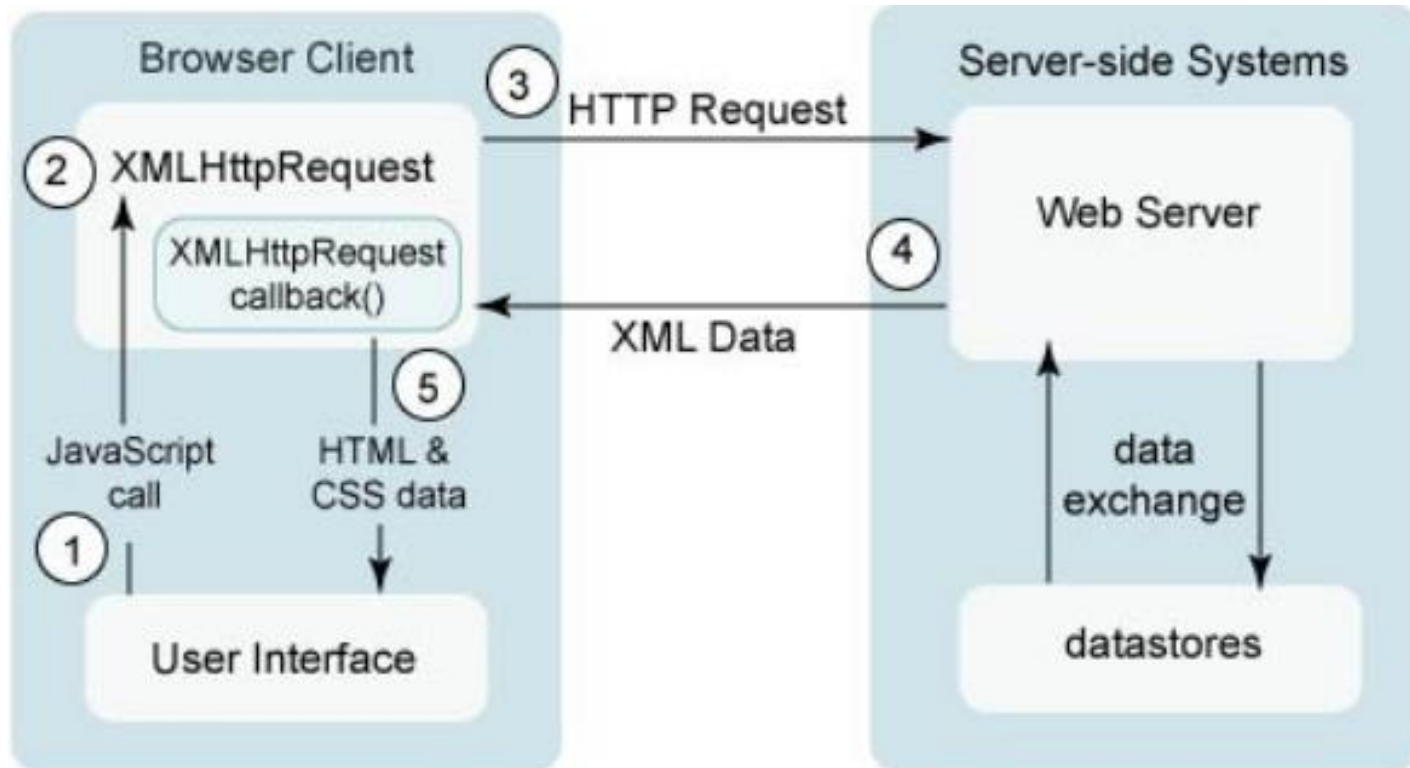 Browser Client
3
HTTP Request
2
XMLHttpRequest
XMLHttpRequest
callback()
JavaScript
call
1
5
HTML &
CSS data
User Interface
4
XML Data
Server-side Systems
Web Server
data
exchange
datastores